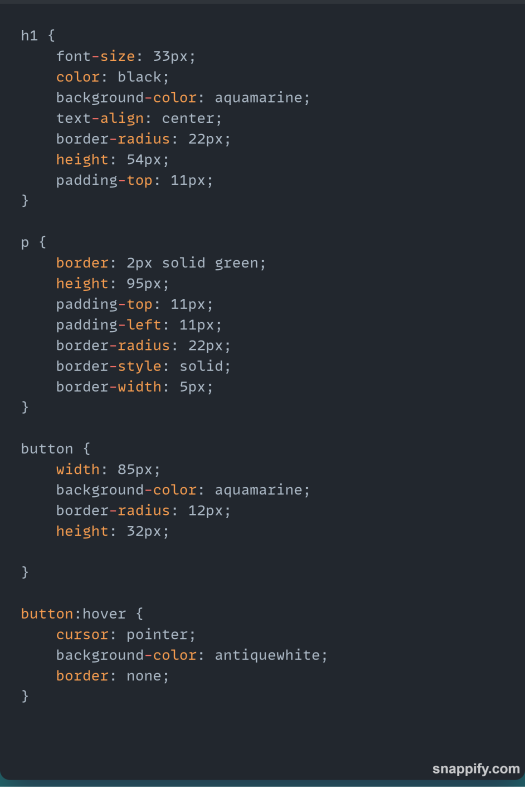 h1 {
    font-size: 33px;
    color: black;
    background-color: aquamarine;
    text-align: center;
    border-radius: 22px;
    height: 54px;
    padding-top: 11px;
}

p {
    border: 2px solid green;
    height: 95px;
    padding-top: 11px;
    padding-left: 11px;
    border-radius: 22px;
    border-style: solid;
    border-width: 5px;
}

button {
    width: 85px;
    background-color: aquamarine;
    border-radius: 12px;
    height: 32px;

}

button:hover {
    cursor: pointer;
    background-color: antiquewhite;
    border: none;
}

snappify.com